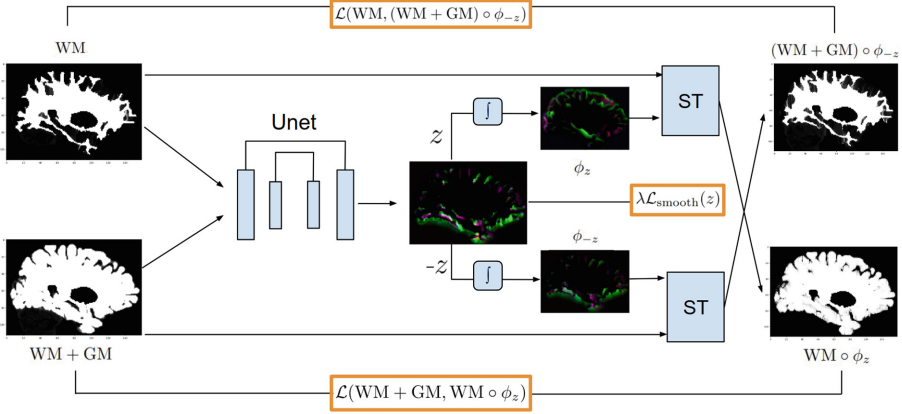 ℒ(WM, (WM + GM) ∘ ϕ₋z)
WM
(WM + GM) ∘ ϕ₋z
Unet
z
∫
ST
ϕz
λℒsmooth(z)
ϕ₋z
-z
∫
ST
WM + GM
WM ∘ ϕz
ℒ(WM + GM, WM ∘ ϕz)